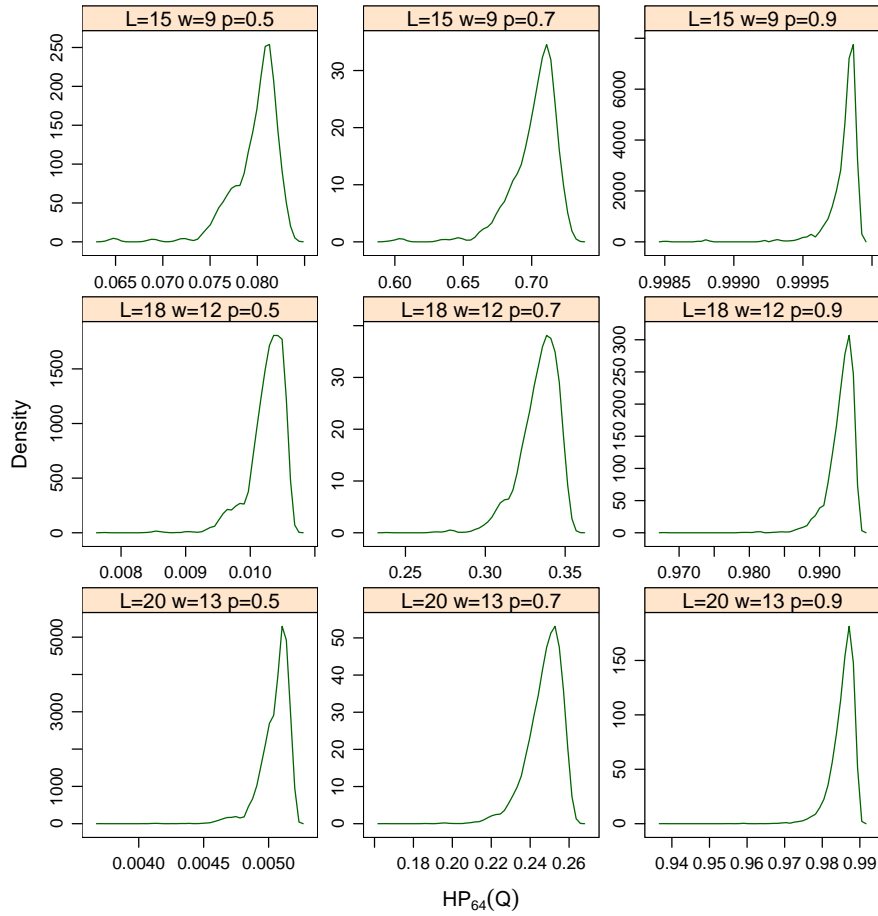 L=15 w=9 p=0.5
L=15 w=9 p=0.7
L=15 w=9 p=0.9
0 50 100 150 200 250
0 10 20 30
0 2000 4000 6000
0.065 0.070 0.075 0.080
0.60 0.65 0.70
0.9985 0.9990 0.9995
L=18 w=12 p=0.5
L=18 w=12 p=0.7
L=18 w=12 p=0.9
Density
0 500 1000 1500
0 10 20 30
0 50 100 150 200 250 300
0.008 0.009 0.010
0.25 0.30 0.35
0.970 0.980 0.990
L=20 w=13 p=0.5
L=20 w=13 p=0.7
L=20 w=13 p=0.9
0 1000 3000 5000
0 10 20 30 40 50
0 50 100 150
0.0040 0.0045 0.0050
0.18 0.20 0.22 0.24 0.26
0.94 0.95 0.96 0.97 0.98 0.99
HP₆₄(Q)